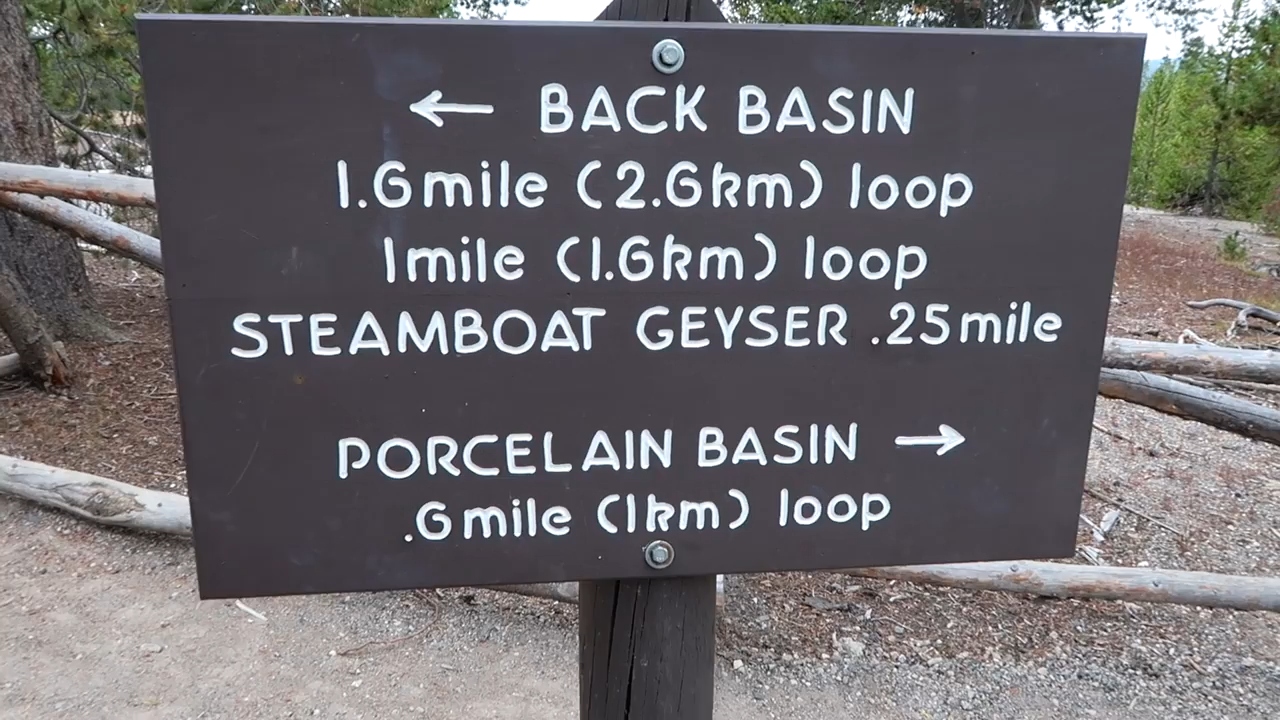 ← BACK BASIN
1.6mile (2.6km) loop
1mile (1.6km) loop
STEAMBOAT GEYSER .25mile
PORCELAIN BASIN →
.6mile (1km) loop